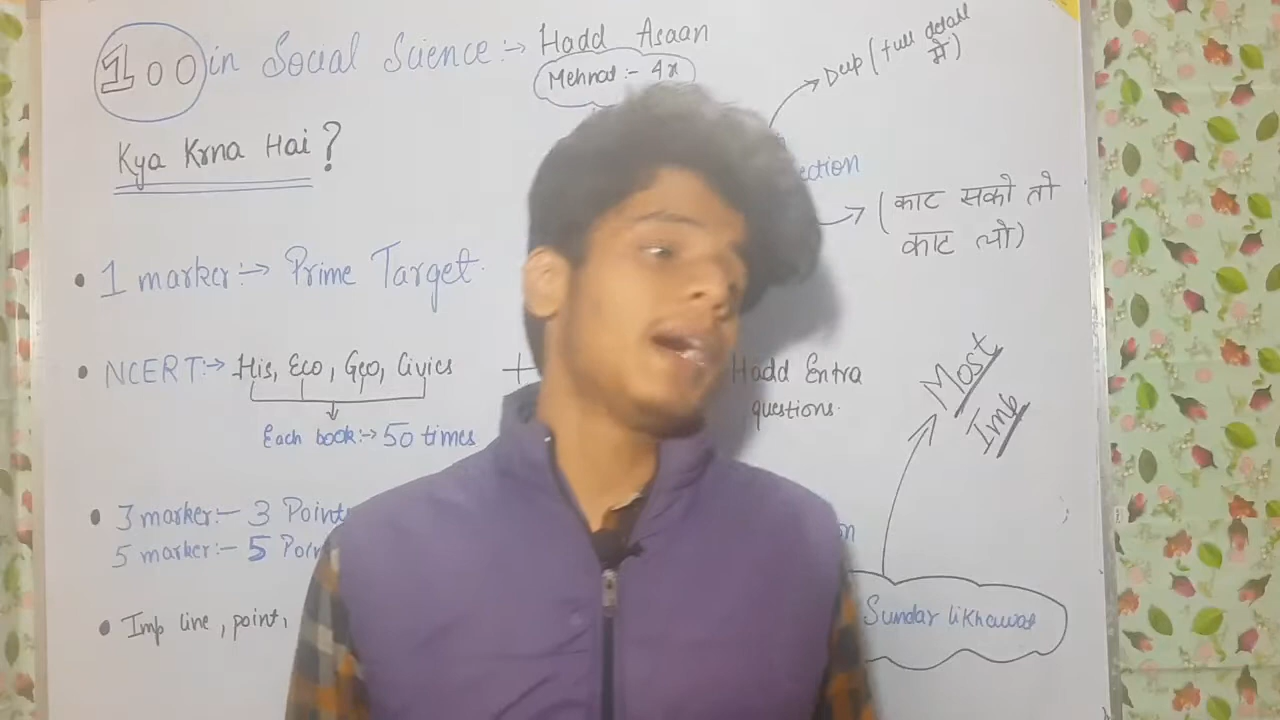 100 in Social Science :→ Hadd Asaan
Mehnat :- 4x
Deep (full detail
में)
Kya Krna Hai ?
ection
(काट सको तो
काट लो)
• 1 marker :→ Prime Target.
• NCERT :→ His, Eco, Geo, Civics +
Each book :→ 50 times
Hadd Extra
questions.
Most
Imp
• 3 marker :- 3 Points
5 marker :- 5 Poin
• Imp line, point,
Sundar likhawat